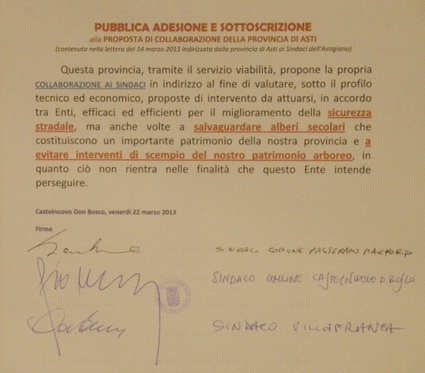 PUBBLICA ADESIONE E SOTTOSCRIZIONE
alla PROPOSTA DI COLLABORAZIONE DELLA PROVINCIA DI ASTI
(contenuta nella lettera del 14 marzo 2013 indirizzata dalla provincia di Asti ai Sindaci dell'Astigiano)
Questa provincia, tramite il servizio viabilità, propone la propria
COLLABORAZIONE AI SINDACI in indirizzo al fine di valutare, sotto il profilo
tecnico ed economico, proposte di intervento da attuarsi, in accordo
tra Enti, efficaci ed efficienti per il miglioramento della sicurezza
stradale, ma anche volte a salvaguardare alberi secolari che
costituiscono un importante patrimonio della nostra provincia e a
evitare interventi di scempio del nostro patrimonio arboreo, in
quanto ciò non rientra nelle finalità che questo Ente intende
perseguire.
Castelnuovo Don Bosco, venerdì 22 marzo 2013
Firme
SINDACO COMUNE PASSERANO MARMORITO
SINDACO COMUNE CASTELNUOVO D. BOSCO
SINDACO VILLAFRANCA